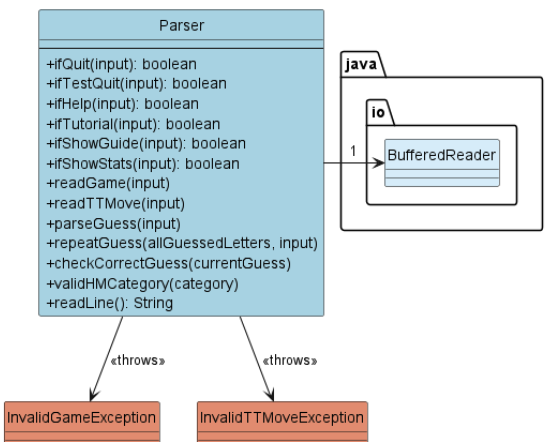 Parser
+ifQuit(input): boolean
+ifTestQuit(input): boolean
+ifHelp(input): boolean
+ifTutorial(input): boolean
+ifShowGuide(input): boolean
+ifShowStats(input): boolean
+readGame(input)
+readTTMove(input)
+parseGuess(input)
+repeatGuess(allGuessedLetters, input)
+checkCorrectGuess(currentGuess)
+validHMCategory(category)
+readLine(): String
1
java
io
BufferedReader
«throws»
«throws»
InvalidGameException
InvalidTTMoveException